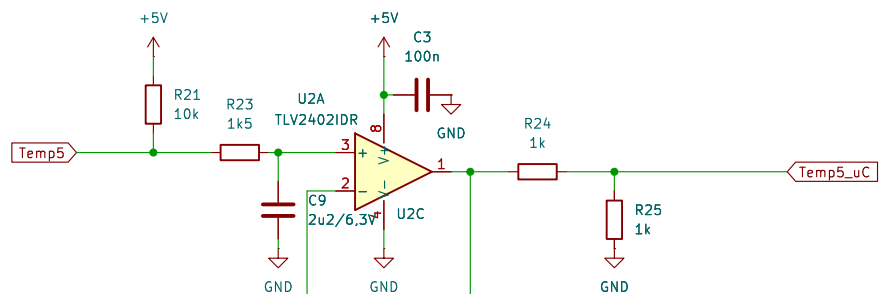 +5V
+5V
C3
100n
R21
10k
R23
1k5
U2A
TLV2402IDR
GND
R24
1k
Temp5
3
+
8
V+
1
2
-
V-
4
U2C
C9
2u2/6,3V
Temp5_uC
R25
1k
GND
GND
GND